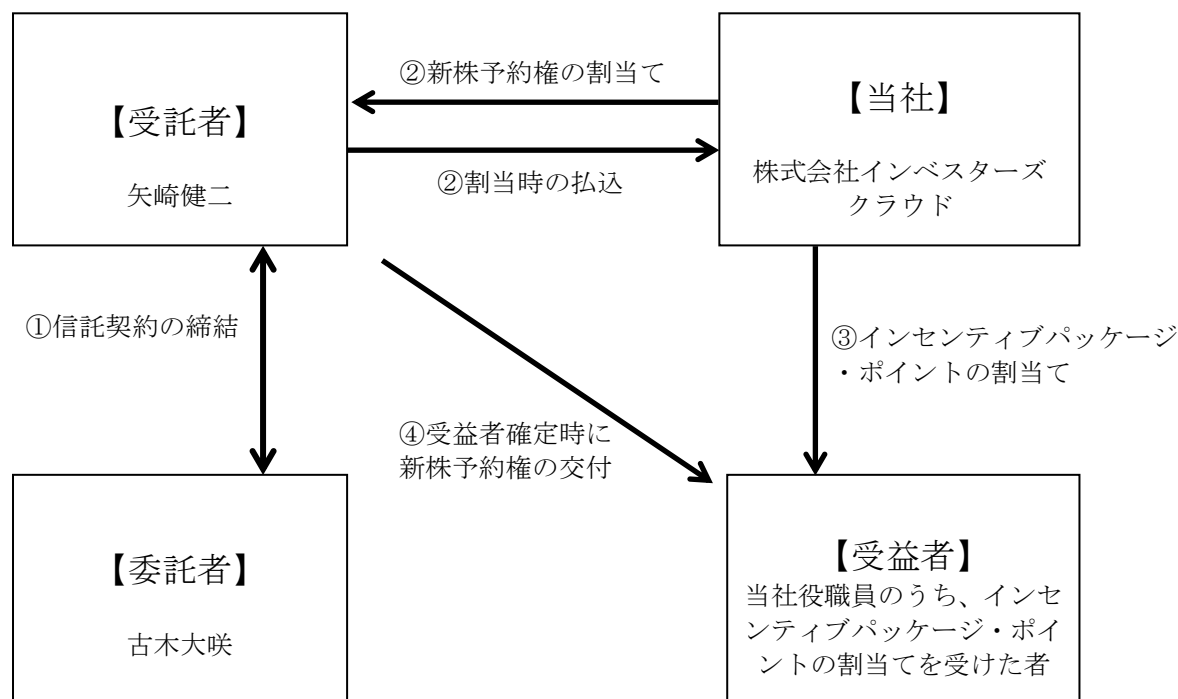 【受託者】
矢崎健二
②新株予約権の割当て
②割当時の払込
【当社】
株式会社インベスターズ
クラウド
①信託契約の締結
③インセンティブパッケージ
・ポイントの割当て
④受益者確定時に
新株予約権の交付
【委託者】
古木大咲
【受益者】
当社役職員のうち、インセ
ンティブパッケージ・ポイ
ントの割当てを受けた者